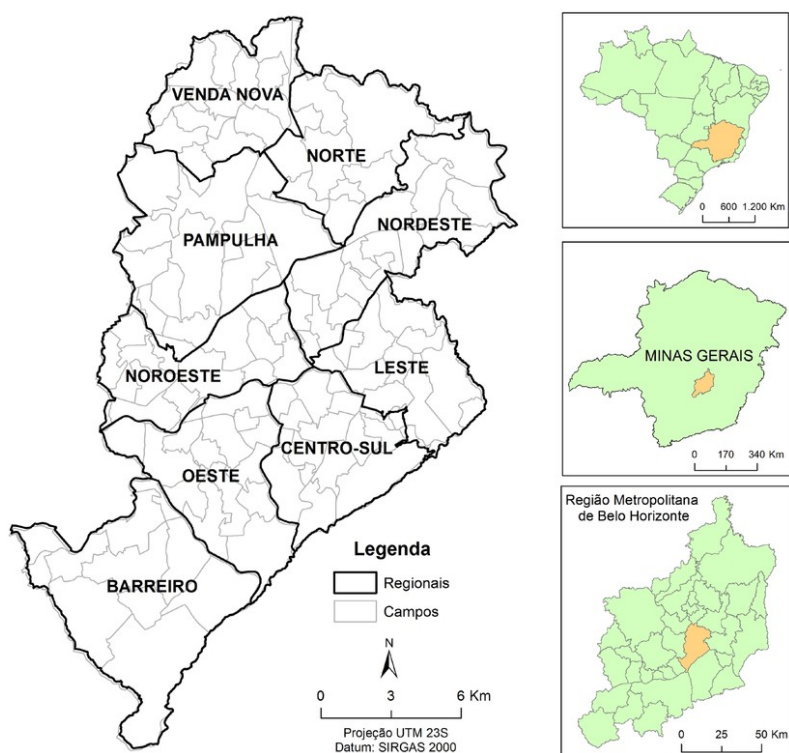 VENDA NOVA
NORTE
NORDESTE
PAMPULHA
NOROESTE
LESTE
CENTRO-SUL
OESTE
BARREIRO
Legenda
Regionais
Campos
N
0 3 6 Km
Projeção UTM 23S
Datum: SIRGAS 2000
0 600 1.200 Km
MINAS GERAIS
0 170 340 Km
Região Metropolitana
de Belo Horizonte
0 25 50 Km